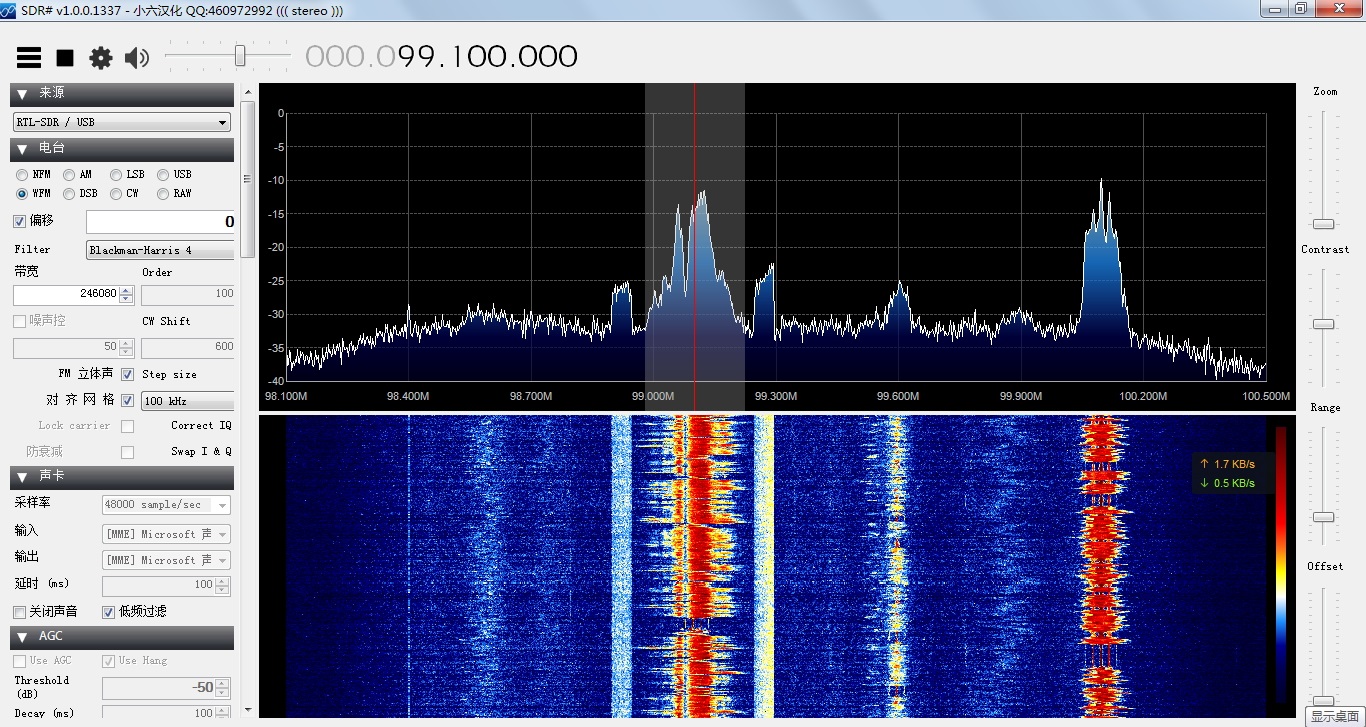 SDR# v1.0.0.1337 - 小六汉化 QQ:460972992 ((( stereo )))
000.099.100.000
来源
RTL-SDR / USB
电台
NFM AM LSB USB
WFM DSB CW RAW
偏移 0
Filter Blackman-Harris 4
带宽 Order
246080 100
噪声控 CW Shift
50 600
FM 立体声 Step size
对 齐 网 格 100 kHz
Lock carrier Correct IQ
防衰减 Swap I & Q
声卡
采样率 48000 sample/sec
输入 [MME] Microsoft 声
输出 [MME] Microsoft 声
延时 (ms) 100
关闭声音 低频过滤
AGC
Use AGC Use Hang
Threshold
(dB) -50
Decay (ms) 100
0
-5
-10
-15
-20
-25
-30
-35
-40
98.100M 98.400M 98.700M 99.000M 99.300M 99.600M 99.900M 100.200M 100.500M
↑ 1.7 KB/s
↓ 0.5 KB/s
Zoom
Contrast
Range
Offset
显示桌面